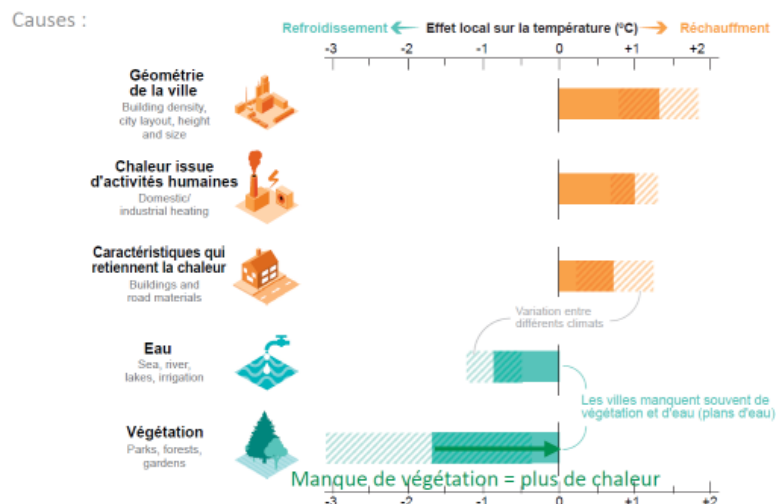 Causes :
Refroidissement
Effet local sur la température (ºC)
Réchauffment
-3 -2 -1 0 +1 +2
Géométrie
de la ville
Building density,
city layout, height
and size
Chaleur issue
d'activités humaines
Domestic/
industrial heating
Caractéristiques qui
retiennent la chaleur
Buildings and
road materials
Variation entre
différents climats
Eau
Sea, river,
lakes, irrigation
Les villes manquent souvent de
végétation et d'eau (plans d'eau)
Végétation
Parks, forests,
gardens
Manque de végétation = plus de chaleur
-3 -2 -1 0 +1 +2